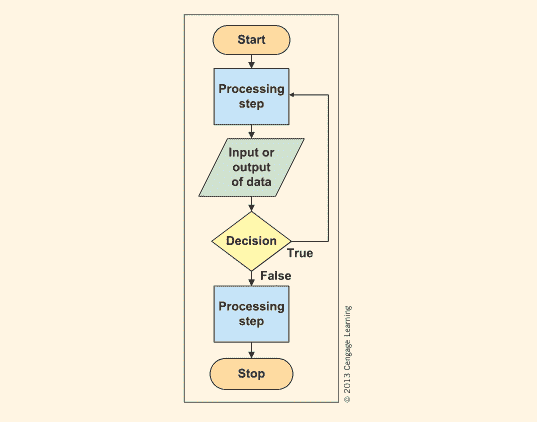 Start
Processing
step
Input or
output
of data
Decision
True
False
Processing
step
Stop
© 2013 Cengage Learning